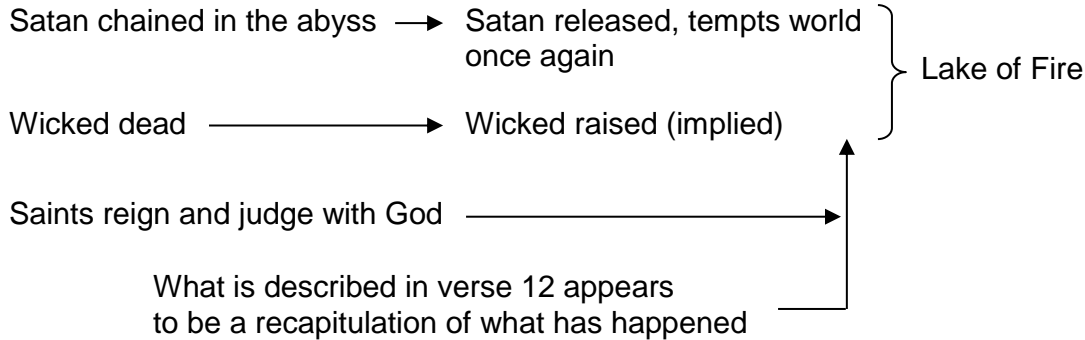 Satan chained in the abyss
Satan released, tempts world
once again
Lake of Fire
Wicked dead
Wicked raised (implied)
Saints reign and judge with God
What is described in verse 12 appears
to be a recapitulation of what has happened